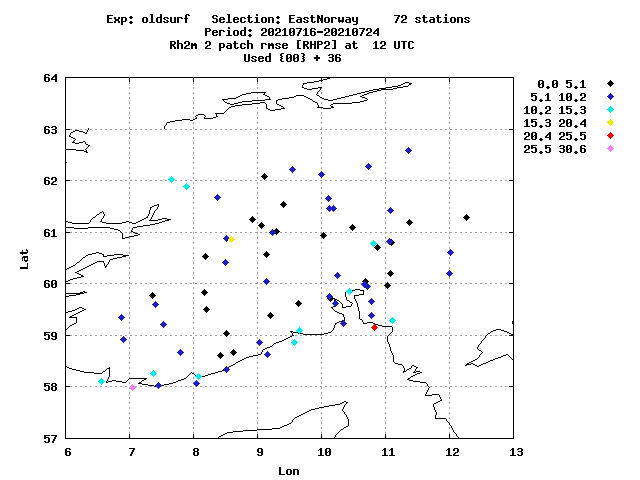 Exp: oldsurf Selection: EastNorway 72 stations
Period: 20210716-20210724
Rh2m 2 patch rmse [RHP2] at 12 UTC
Used {00} + 36
0.0 5.1
5.1 10.2
10.2 15.3
15.3 20.4
20.4 25.5
25.5 30.6
64
63
62
61
60
59
58
57
Lat
6 7 8 9 10 11 12 13
Lon